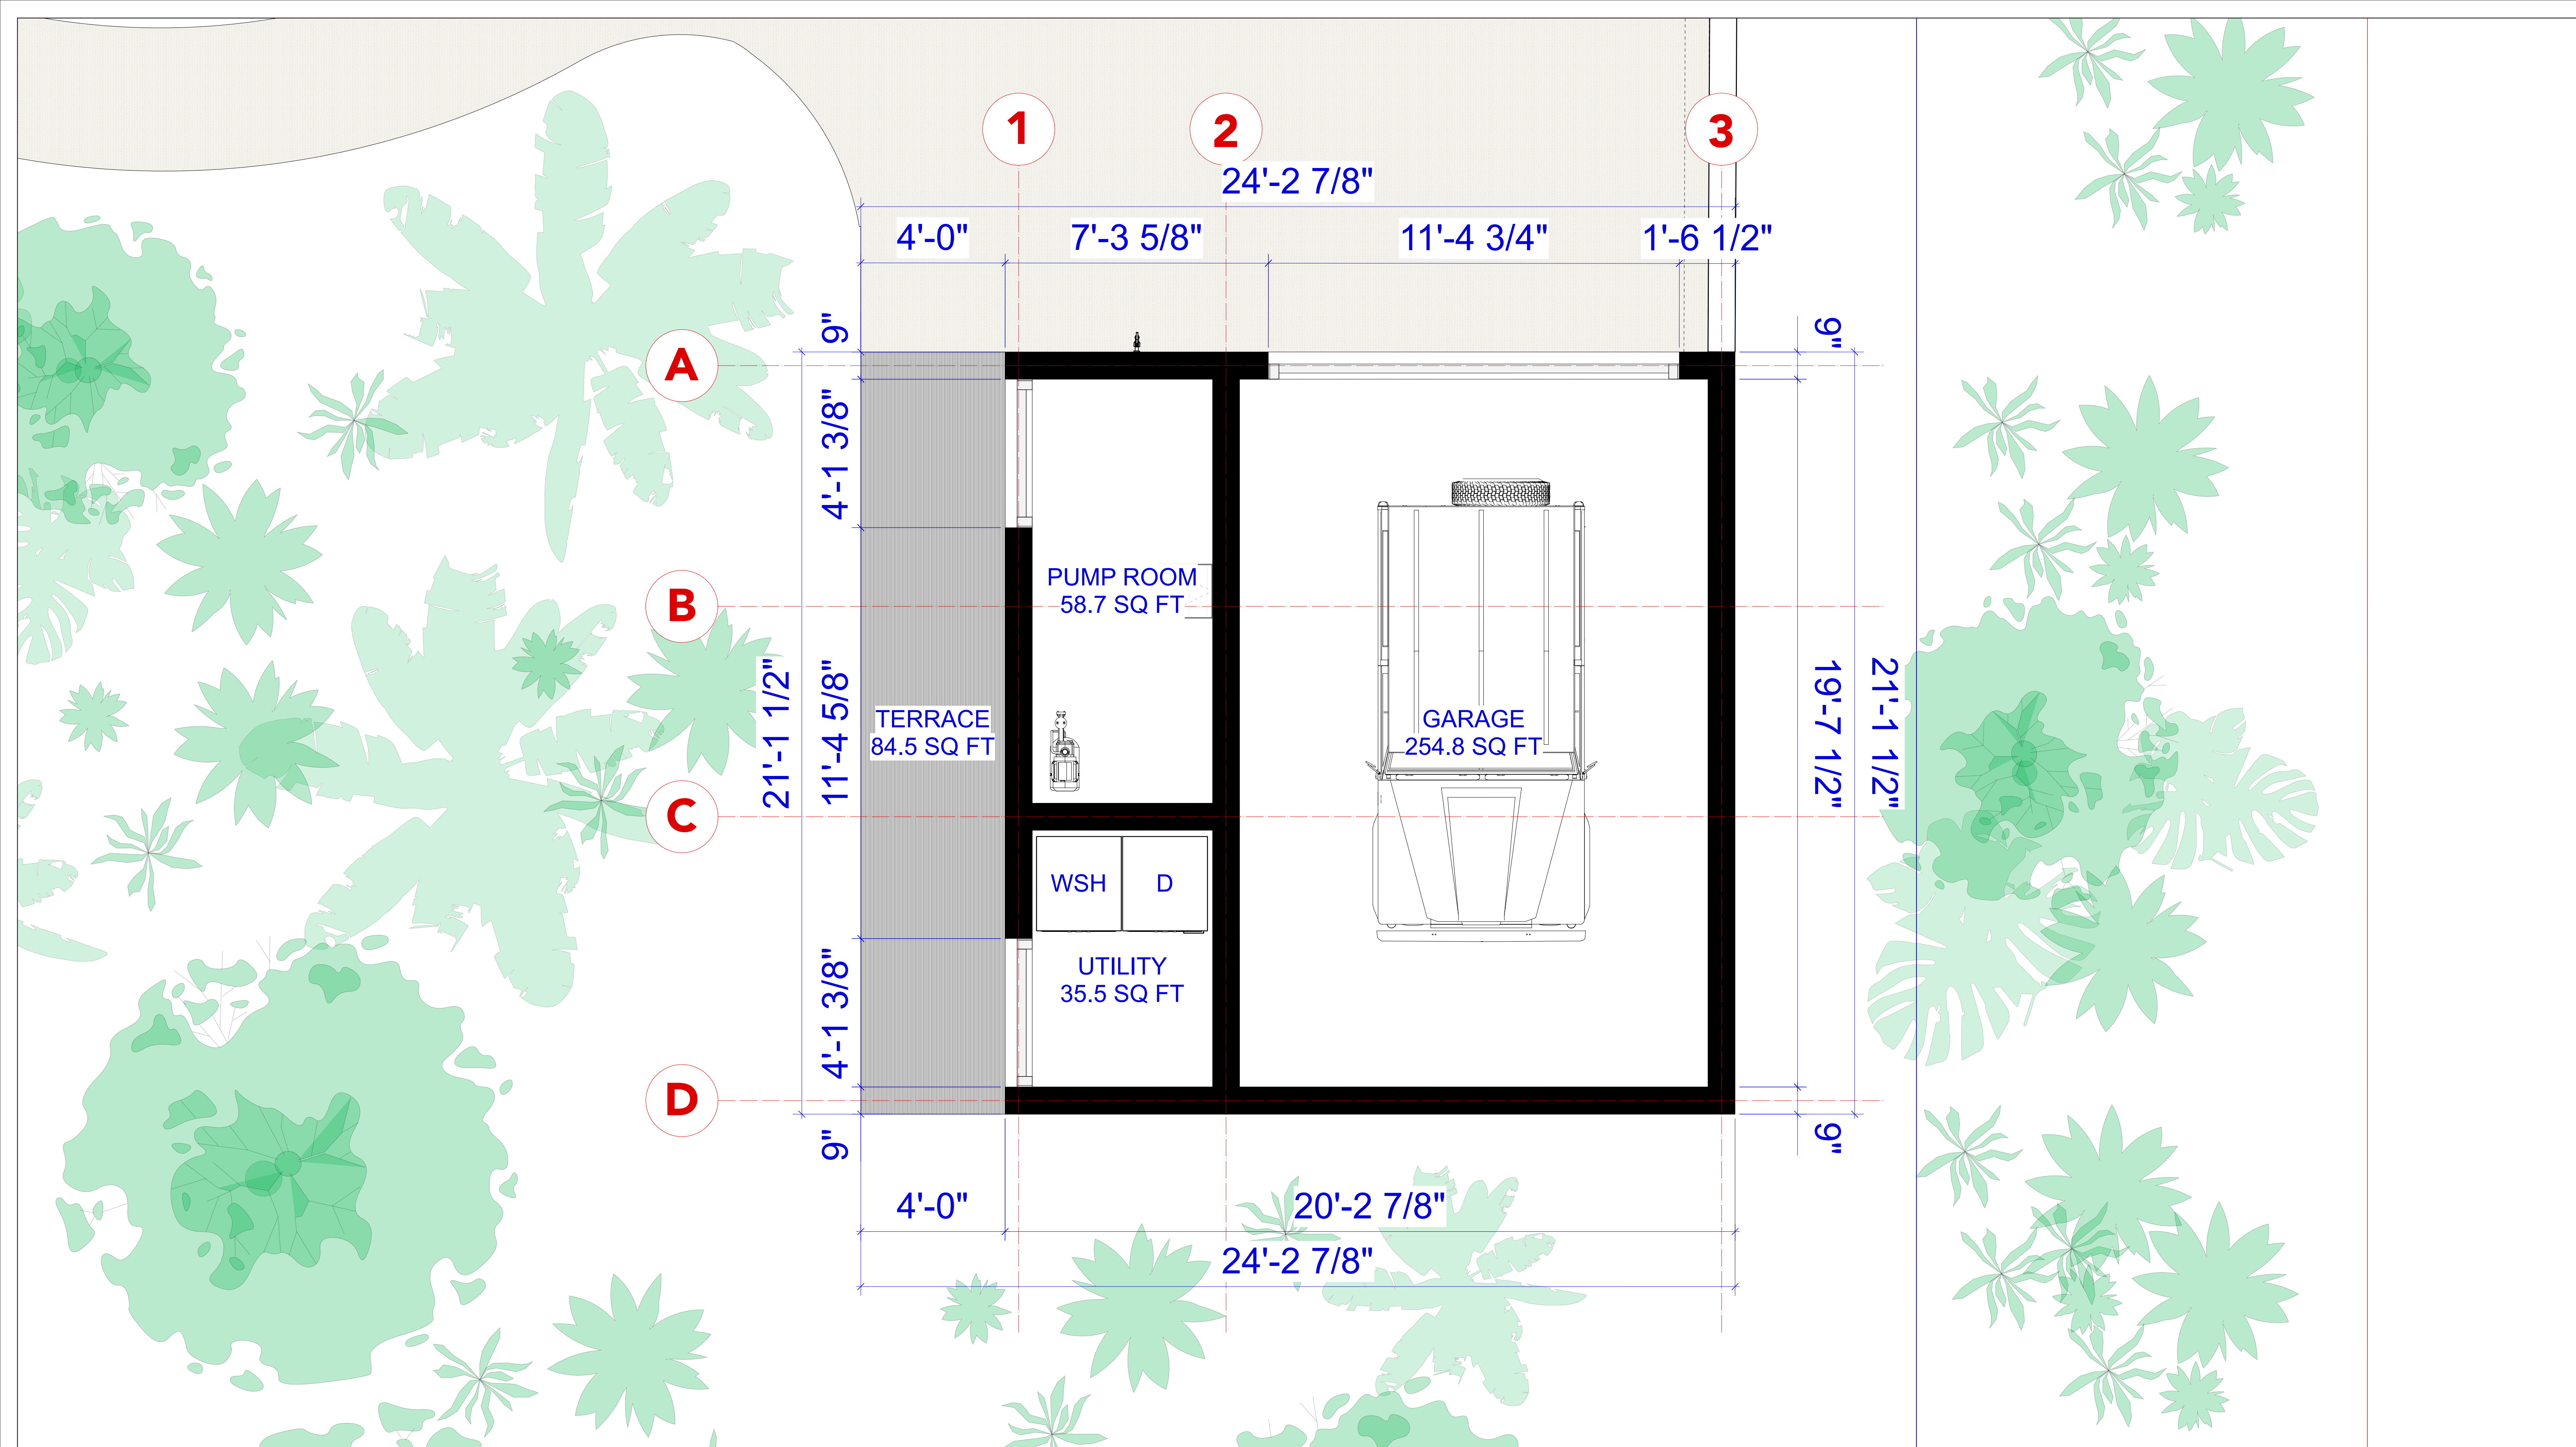 1
2
3
24'-2 7/8"
4'-0"
7'-3 5/8"
11'-4 3/4"
1'-6 1/2"
9"
9"
A
4'-1 3/8"
B
PUMP ROOM
58.7 SQ FT
21'-1 1/2"
11'-4 5/8"
TERRACE
84.5 SQ FT
GARAGE
254.8 SQ FT
19'-7 1/2"
21'-1 1/2"
C
WSH
D
UTILITY
35.5 SQ FT
4'-1 3/8"
D
9"
9"
4'-0"
20'-2 7/8"
24'-2 7/8"